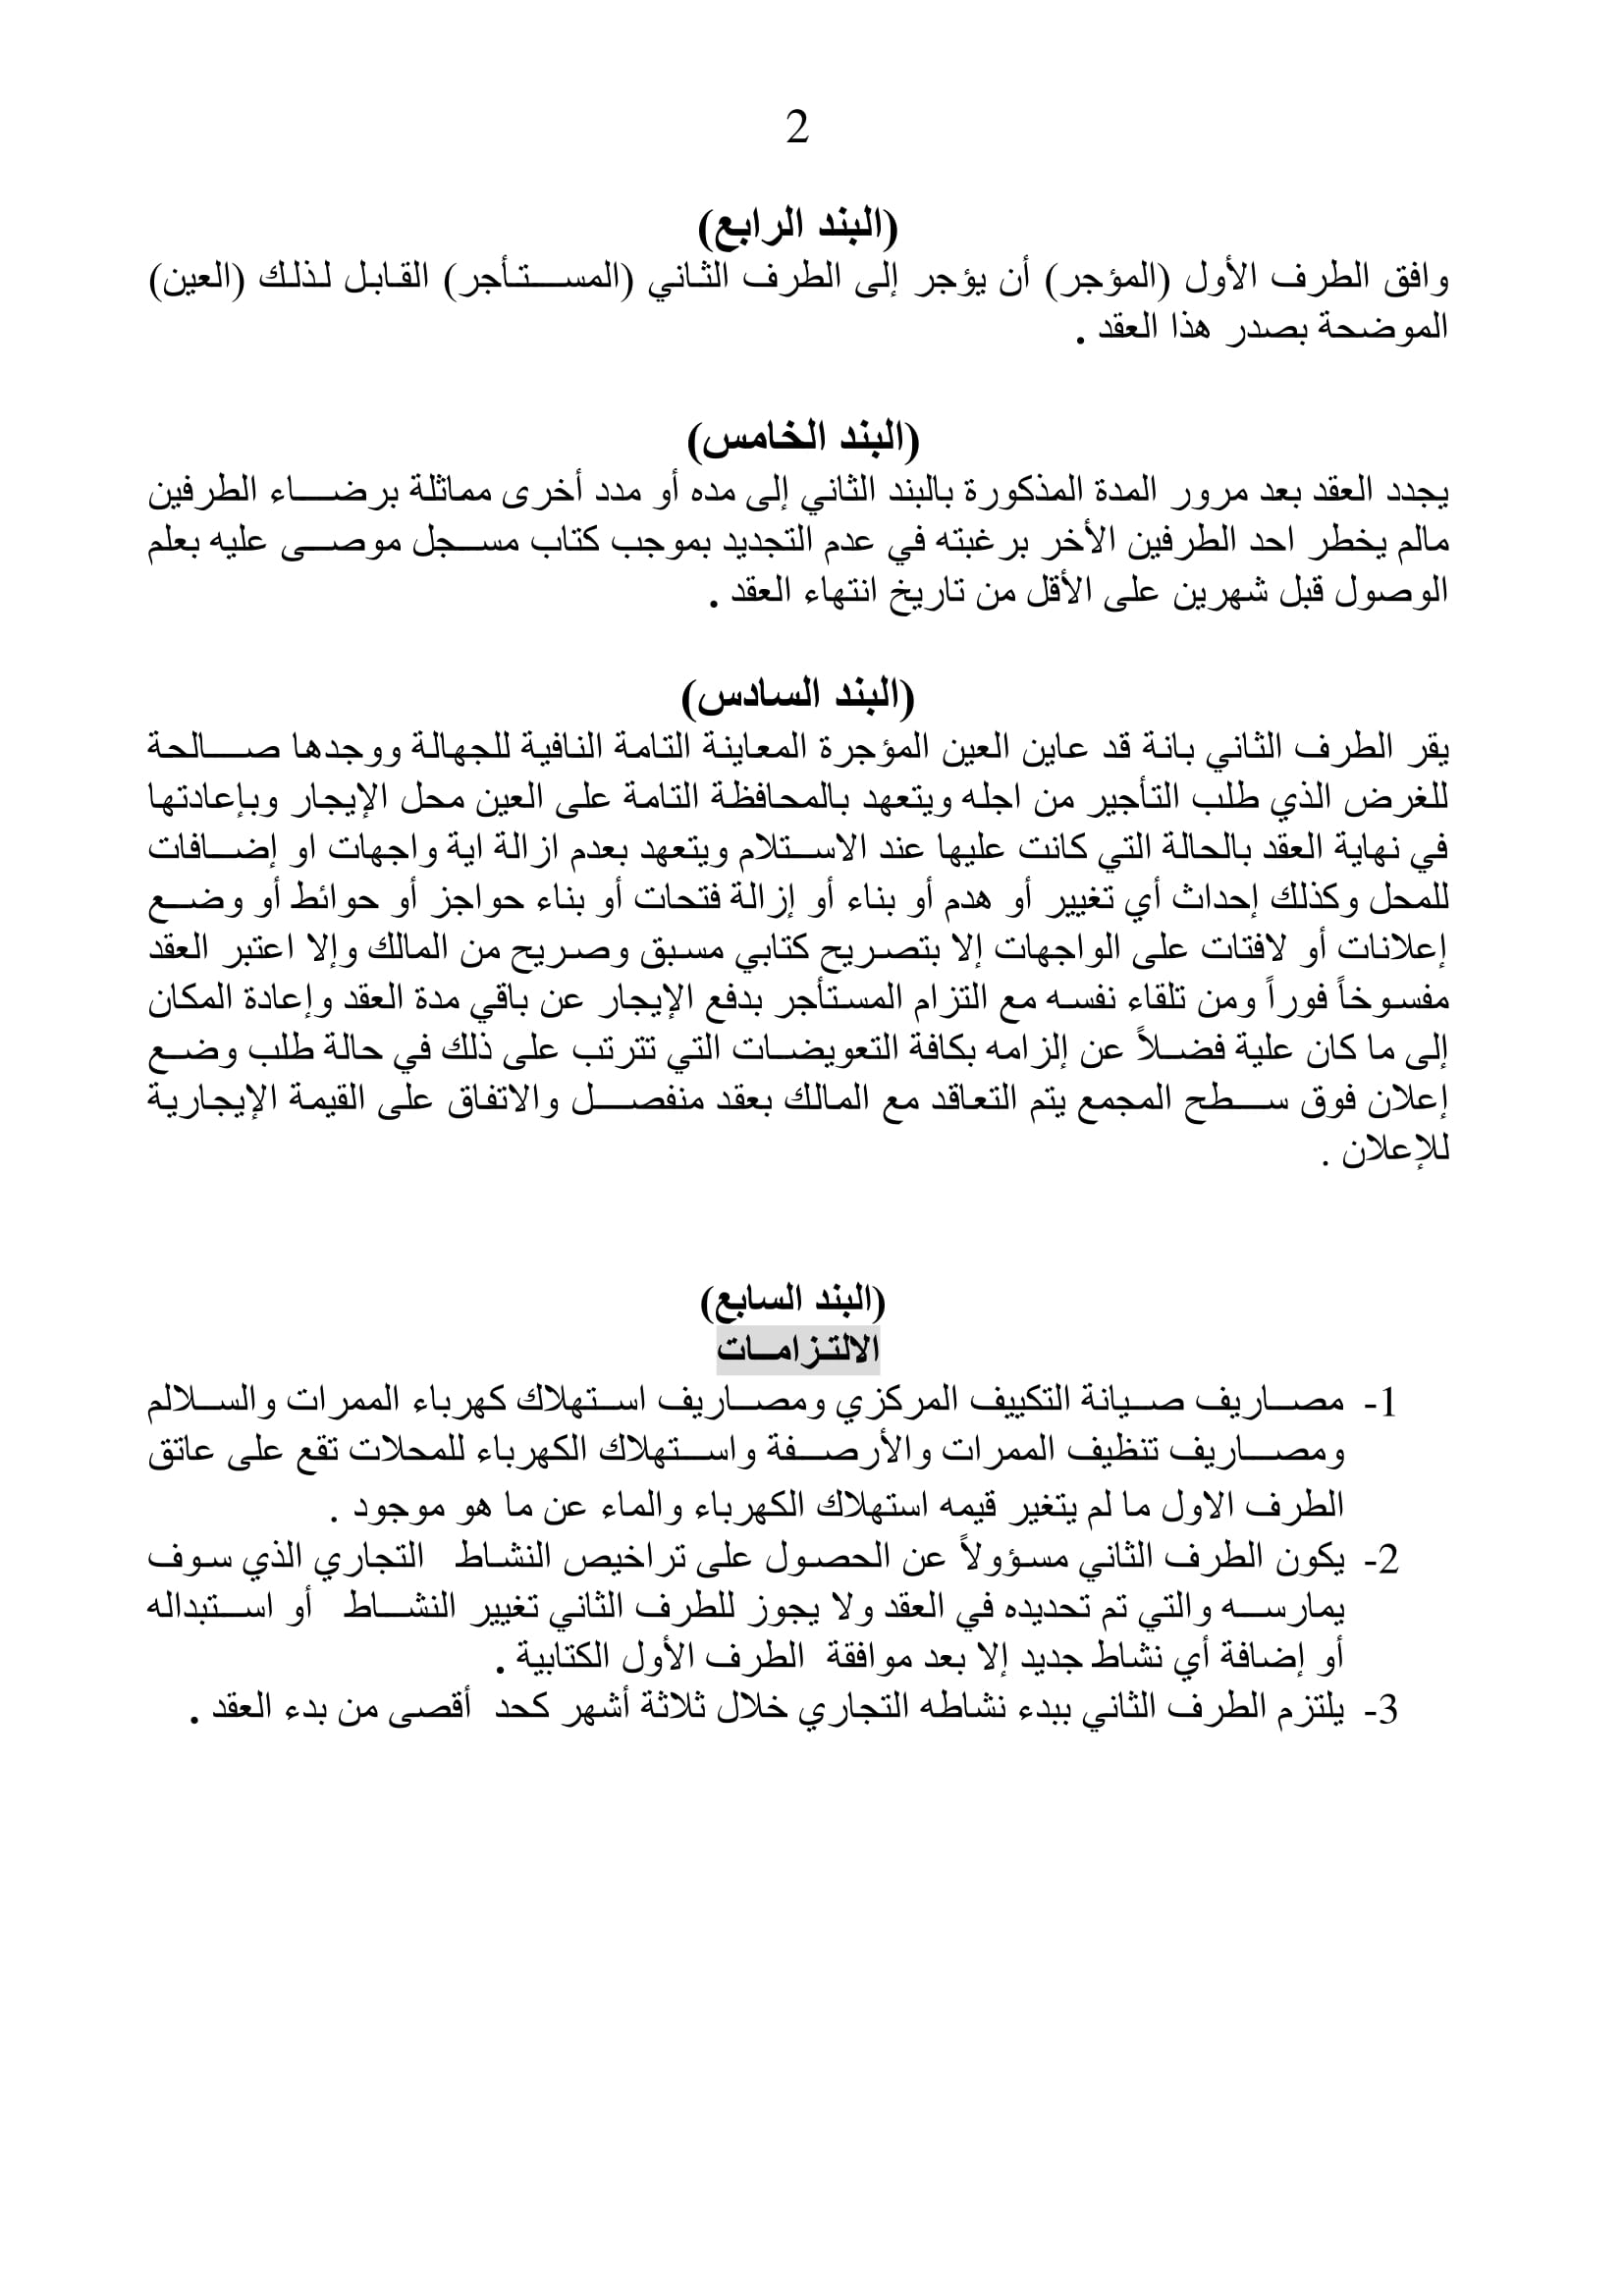 2
(البند الرابع)
وافق الطرف الأول (المؤجر) أن يؤجر إلى الطرف الثاني (المستأجر) القابل لذلك (العين)
الموضحة بصدر هذا العقد .
(البند الخامس)
يجدد العقد بعد مرور المدة المذكورة بالبند الثاني إلى مده أو مدد أخرى مماثلة برضاء الطرفين
مالم يخطر احد الطرفين الأخر برغبته في عدم التجديد بموجب كتاب مسجل موصى عليه بعلم
الوصول قبل شهرين على الأقل من تاريخ انتهاء العقد .
(البند السادس)
يقر الطرف الثاني بانة قد عاين العين المؤجرة المعاينة التامة النافية للجهالة ووجدها صالحة
للغرض الذي طلب التأجير من اجله ويتعهد بالمحافظة التامة على العين محل الإيجار وبإعادتها
في نهاية العقد بالحالة التي كانت عليها عند الاستلام ويتعهد بعدم ازالة اية واجهات او إضافات
للمحل وكذلك إحداث أي تغيير أو هدم أو بناء أو إزالة فتحات أو بناء حواجز أو حوائط أو وضع
إعلانات أو لافتات على الواجهات إلا بتصريح كتابي مسبق وصريح من المالك وإلا اعتبر العقد
مفسوخاً فوراً ومن تلقاء نفسه مع التزام المستأجر بدفع الإيجار عن باقي مدة العقد وإعادة المكان
إلى ما كان علية فضلاً عن إلزامه بكافة التعويضات التي تترتب على ذلك في حالة طلب وضع
إعلان فوق سطح المجمع يتم التعاقد مع المالك بعقد منفصل والاتفاق على القيمة الإيجارية
للإعلان .
(البند السابع)
الالتزامات
1- مصاريف صيانة التكييف المركزي ومصاريف استهلاك كهرباء الممرات والسلالم
ومصاريف تنظيف الممرات والأرصفة واستهلاك الكهرباء للمحلات تقع على عاتق
الطرف الاول ما لم يتغير قيمه استهلاك الكهرباء والماء عن ما هو موجود .
2- يكون الطرف الثاني مسؤولاً عن الحصول على تراخيص النشاط التجاري الذي سوف
يمارسه والتي تم تحديده في العقد ولا يجوز للطرف الثاني تغيير النشاط أو استبداله
أو إضافة أي نشاط جديد إلا بعد موافقة الطرف الأول الكتابية .
3- يلتزم الطرف الثاني ببدء نشاطه التجاري خلال ثلاثة أشهر كحد أقصى من بدء العقد .